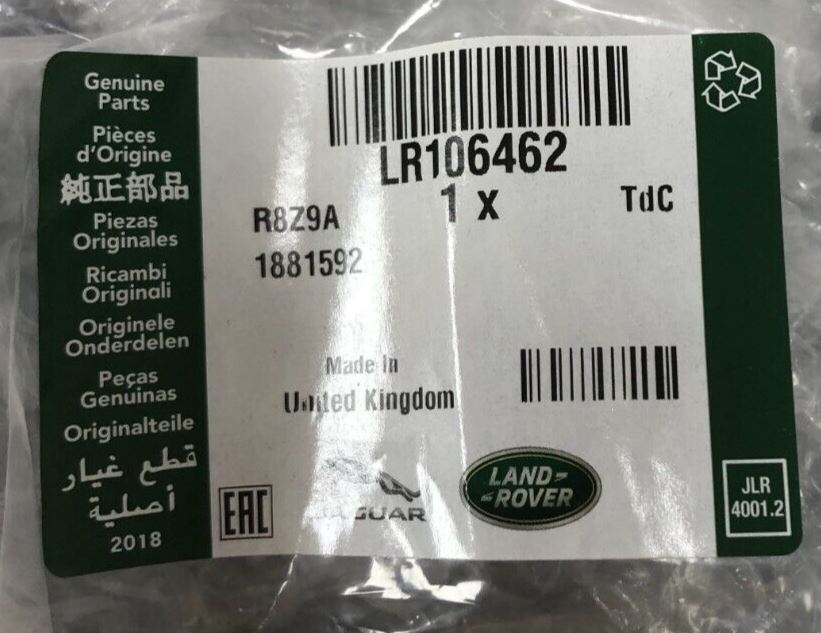 Genuine
Parts
Pièces
d'Origine
純正部品
Piezas
Originales
Ricambi
Originali
Originele
Onderdelen
Peças
Genuinas
Originalteile
قطع غيار
أصلية
2018
LR106462
1 x
TdC
R8Z9A
1881592
Made In
United Kingdom
EAC
JAGUAR
LAND-
-ROVER
JLR
4001.2